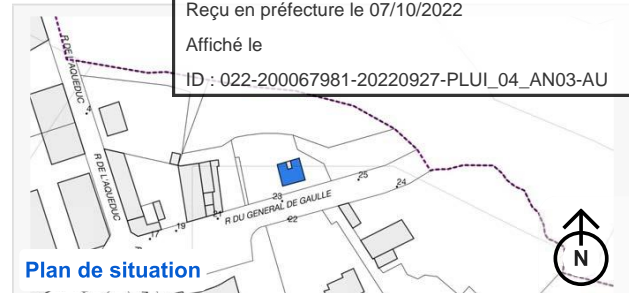 Reçu en préfecture le 07/10/2022
Affiché le
ID : 022-200067981-20220927-PLUI_04_AN03-AU
R DE L'AQUEDUC
4
R DE L'AQUEDUC
25
24
23
R DU GENERAL DE GAULLE
22
21
19
17
Plan de situation
N